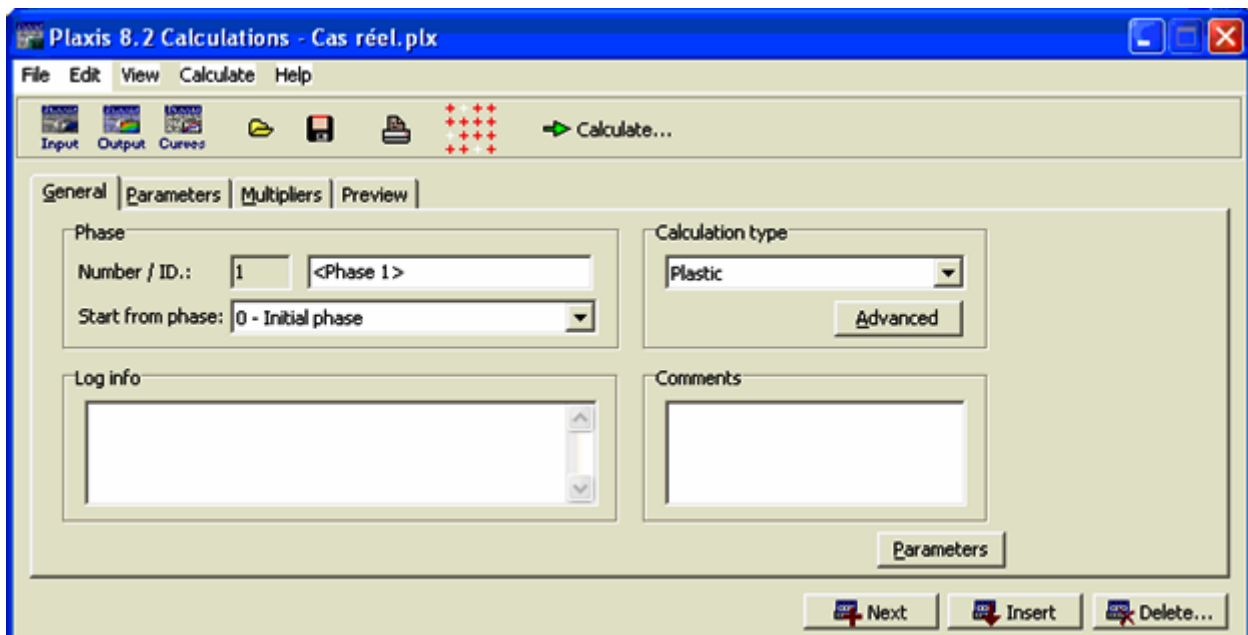 Plaxis 8.2 Calculations - Cas réel.plx
File Edit View Calculate Help
Input Output Curves Calculate...
General Parameters Multipliers Preview
Phase
Number / ID.: 1 <Phase 1>
Start from phase: 0 - Initial phase
Calculation type
Plastic
Advanced
Log info
Comments
Parameters
Next Insert Delete...